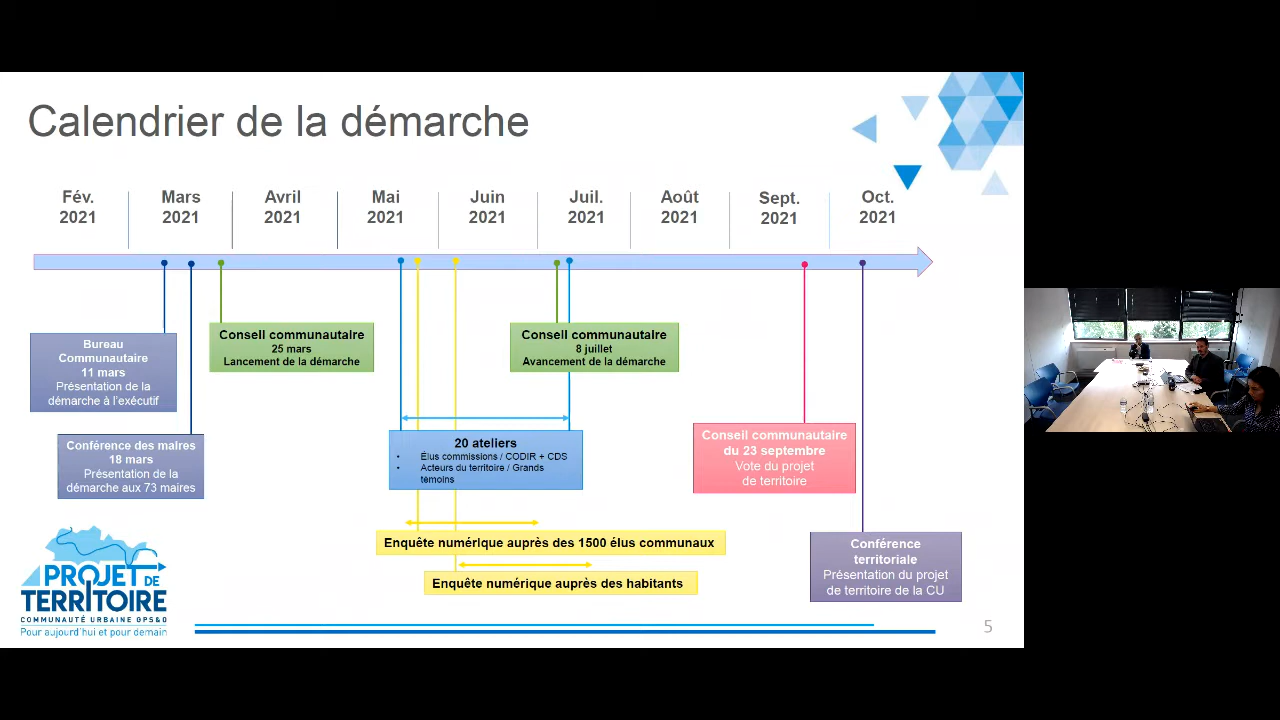 Calendrier de la démarche
Fév.
2021
Mars
2021
Avril
2021
Mai
2021
Juin
2021
Juil.
2021
Août
2021
Sept.
2021
Oct.
2021
Bureau
Communautaire
11 mars
Présentation de la
démarche à l'exécutif
Conférence des maires
18 mars
Présentation de la
démarche aux 73 maires
Conseil communautaire
25 mars
Lancement de la démarche
Conseil communautaire
8 juillet
Avancement de la démarche
20 ateliers
• Élus commissions / CODIR + CDS
• Acteurs du territoire / Grands
témoins
Enquête numérique auprès des 1500 élus communaux
Enquête numérique auprès des habitants
Conseil communautaire
du 23 septembre
Vote du projet
de territoire
Conférence
territoriale
Présentation du projet
de territoire de la CU
PROJET DE
TERRITOIRE
COMMUNAUTÉ URBAINE GPS&O
Pour aujourd'hui et pour demain
5